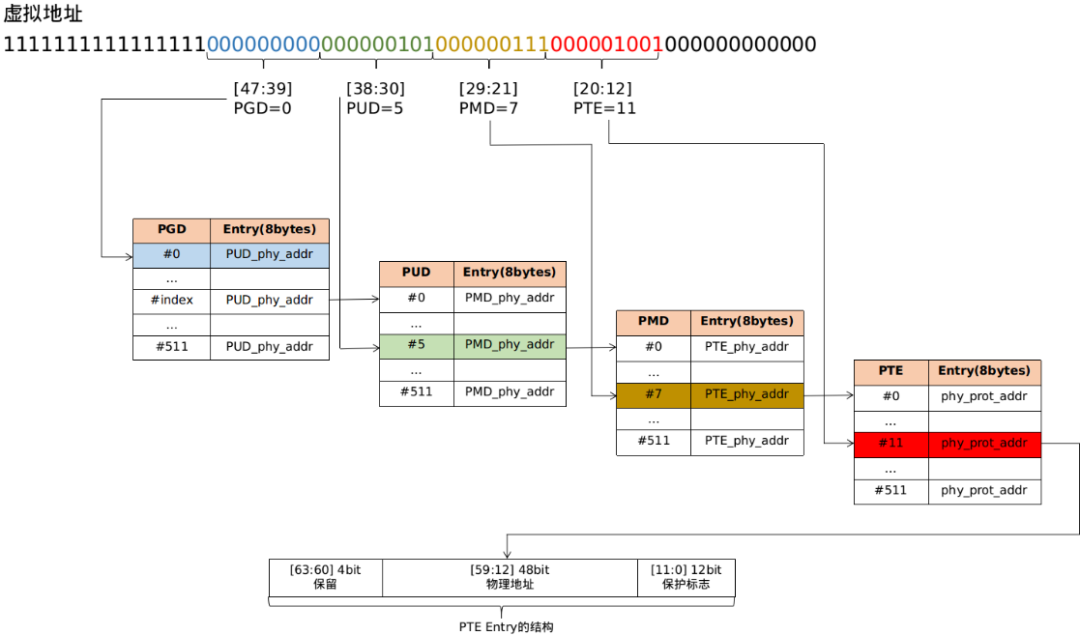 虚拟地址
1111111111111111000000000000000101000000111000001001000000000000
[47:39] [38:30] [29:21] [20:12]
PGD=0 PUD=5 PMD=7 PTE=11
PGD Entry(8bytes)
#0 PUD_phy_addr
...
#index PUD_phy_addr
...
#511 PUD_phy_addr
PUD Entry(8bytes)
#0 PMD_phy_addr
...
#5 PMD_phy_addr
...
#511 PMD_phy_addr
PMD Entry(8bytes)
#0 PTE_phy_addr
...
#7 PTE_phy_addr
...
#511 PTE_phy_addr
PTE Entry(8bytes)
#0 phy_prot_addr
...
#11 phy_prot_addr
...
#511 phy_prot_addr
[63:60] 4bit [59:12] 48bit [11:0] 12bit
保留 物理地址 保护标志
PTE Entry的结构